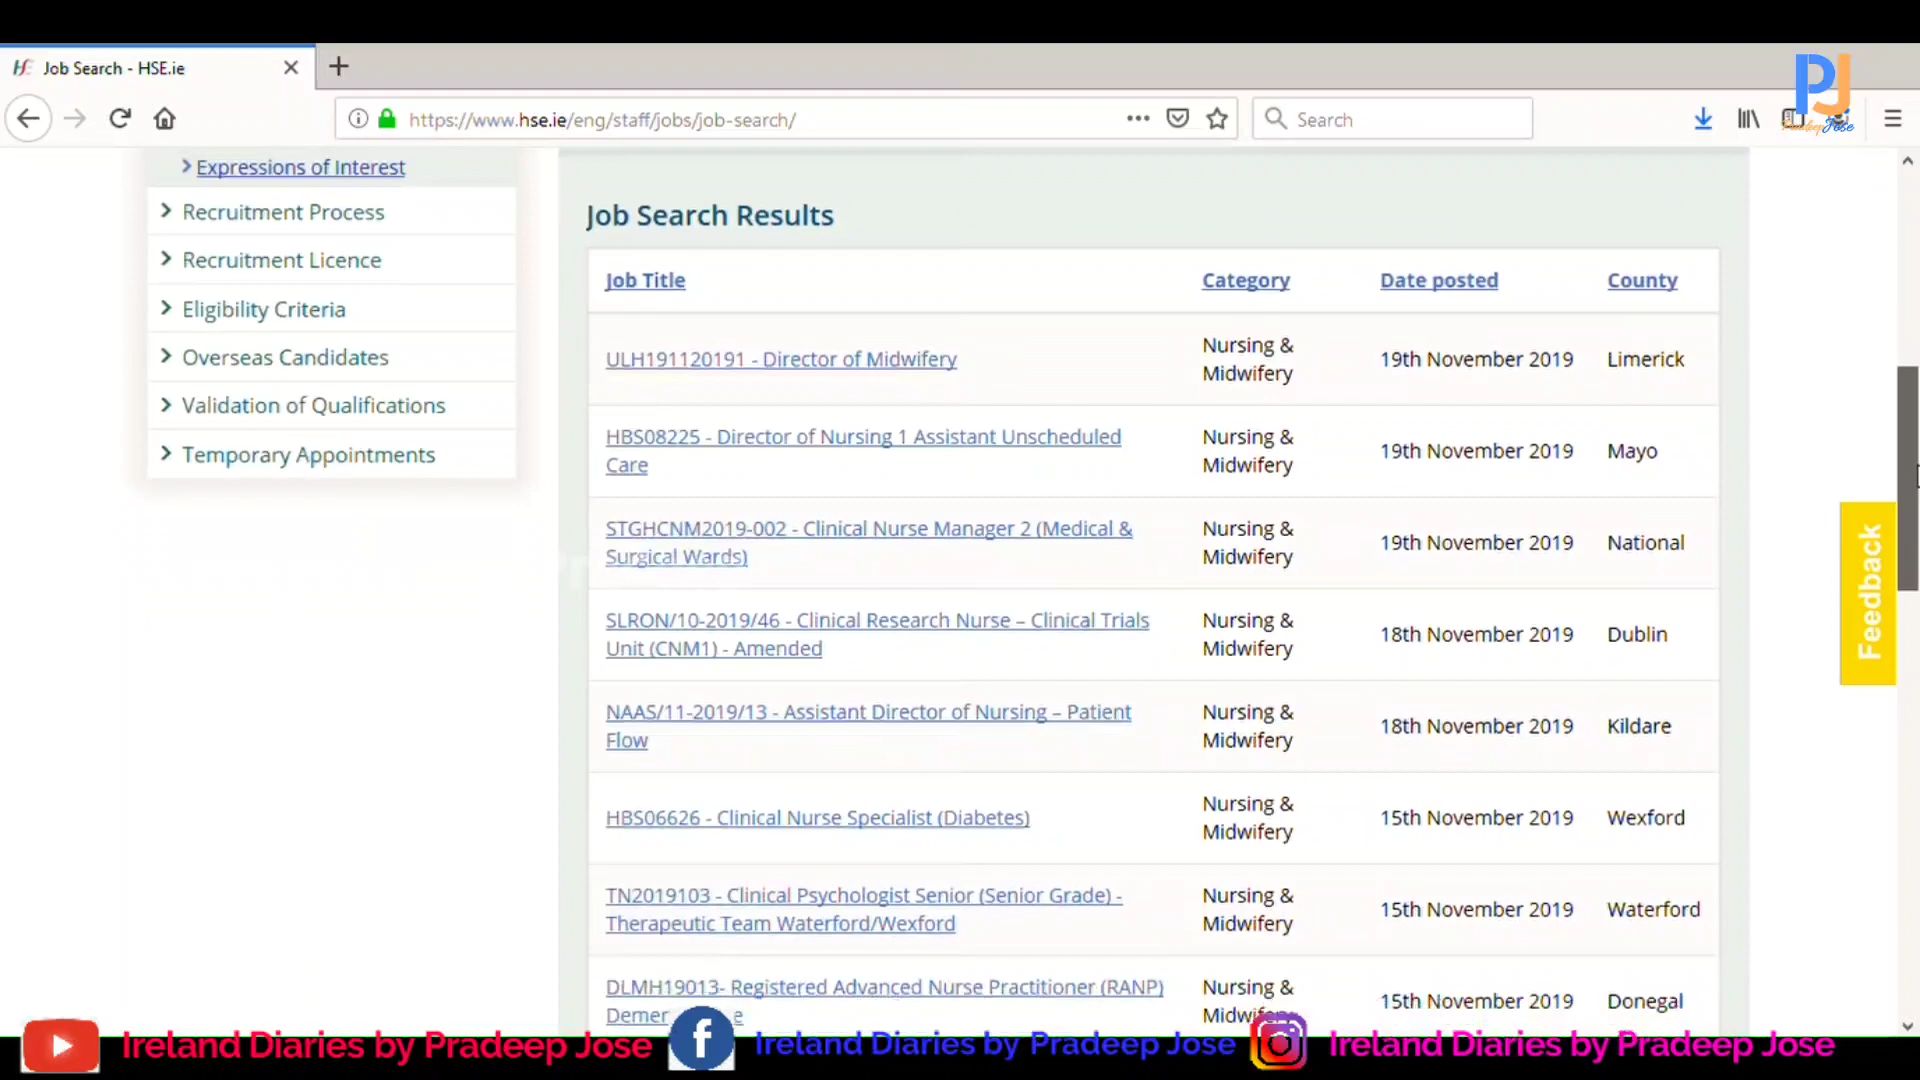 Job Search - HSE.ie
PJ
Pradeep Jose
https://www.hse.ie/eng/staff/jobs/job-search/
Search
Expressions of Interest
Recruitment Process
Recruitment Licence
Eligibility Criteria
Overseas Candidates
Validation of Qualifications
Temporary Appointments
Job Search Results
Job Title Category Date posted County
ULH191120191 - Director of Midwifery Nursing & Midwifery 19th November 2019 Limerick
HBS08225 - Director of Nursing 1 Assistant Unscheduled
Care
Nursing &
Midwifery
19th November 2019 Mayo
STGHCNM2019-002 - Clinical Nurse Manager 2 (Medical &
Surgical Wards)
Nursing &
Midwifery
19th November 2019 National
SLRON/10-2019/46 - Clinical Research Nurse – Clinical Trials
Unit (CNM1) - Amended
Nursing &
Midwifery
18th November 2019 Dublin
NAAS/11-2019/13 - Assistant Director of Nursing – Patient
Flow
Nursing &
Midwifery
18th November 2019 Kildare
HBS06626 - Clinical Nurse Specialist (Diabetes)
Nursing &
Midwifery
15th November 2019 Wexford
TN2019103 - Clinical Psychologist Senior (Senior Grade) -
Therapeutic Team Waterford/Wexford
Nursing &
Midwifery
15th November 2019 Waterford
DLMH19013- Registered Advanced Nurse Practitioner (RANP)
Nursing &
15th November 2019 Donegal
Feedback
Ireland Diaries by Pradeep Jose
Ireland Diaries by Pradeep Jose
Ireland Diaries by Pradeep Jose